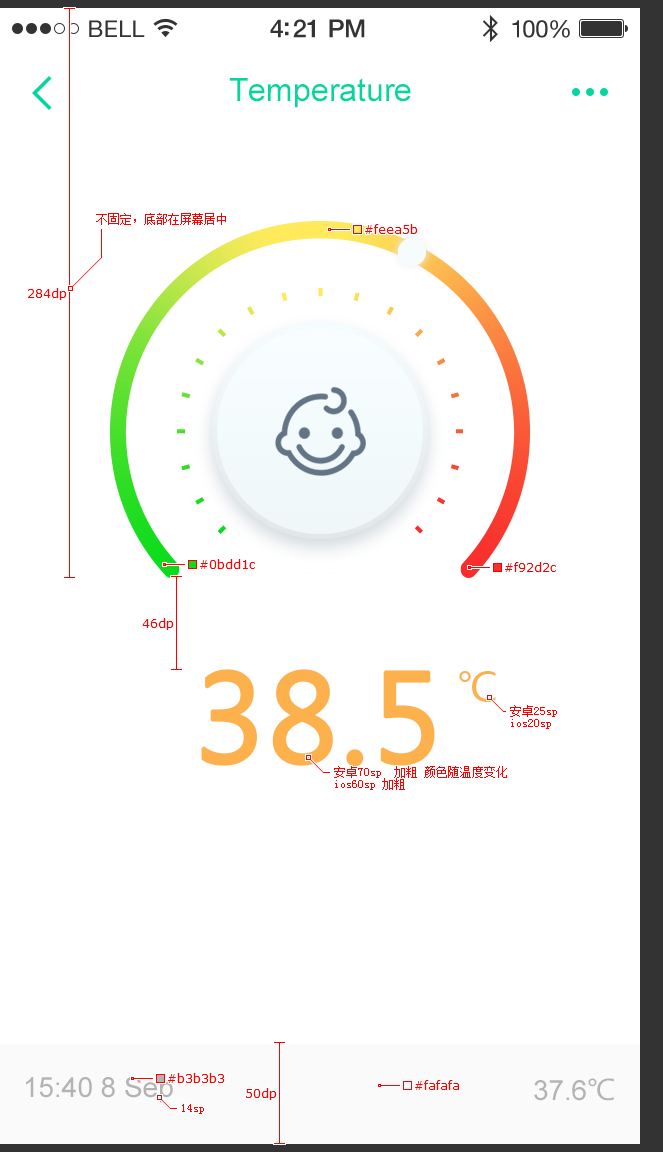 BELL 4:21 PM 100%
Temperature
不固定，底部在屏幕居中
#feea5b
284dp
#0bdd1c
#f92d2c
46dp
38.5 ℃
安卓25sp
ios20sp
安卓70sp 加粗 颜色随温度变化
ios60sp 加粗
15:40 8 Sep
#b3b3b3
14sp
50dp
#fafafa
37.6℃